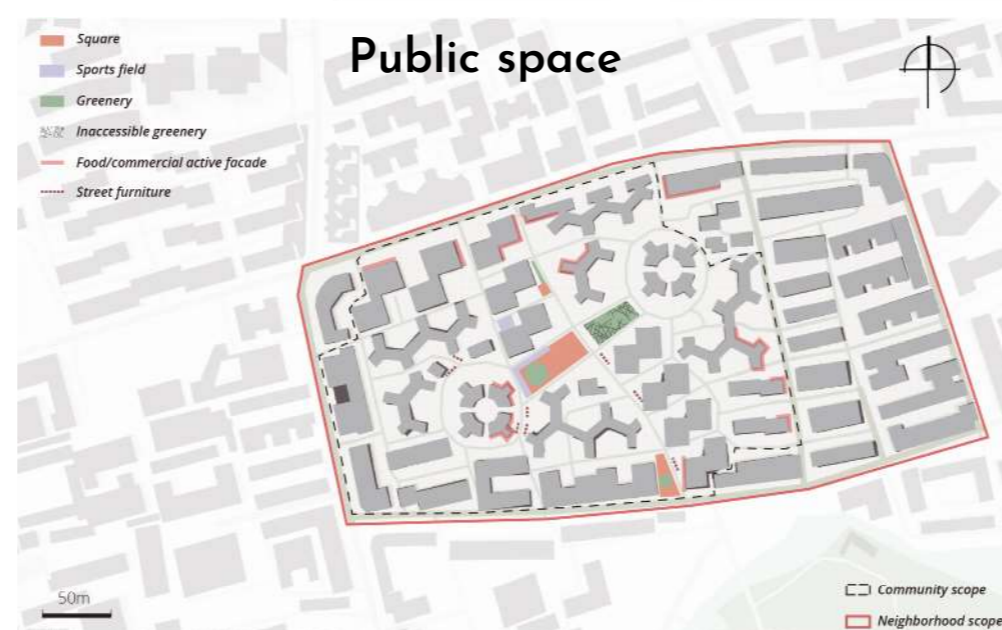 Public space
Square
Sports field
Greenery
Inaccessible greenery
Food/commercial active facade
Street furniture
50m
Community scope
Neighborhood scope